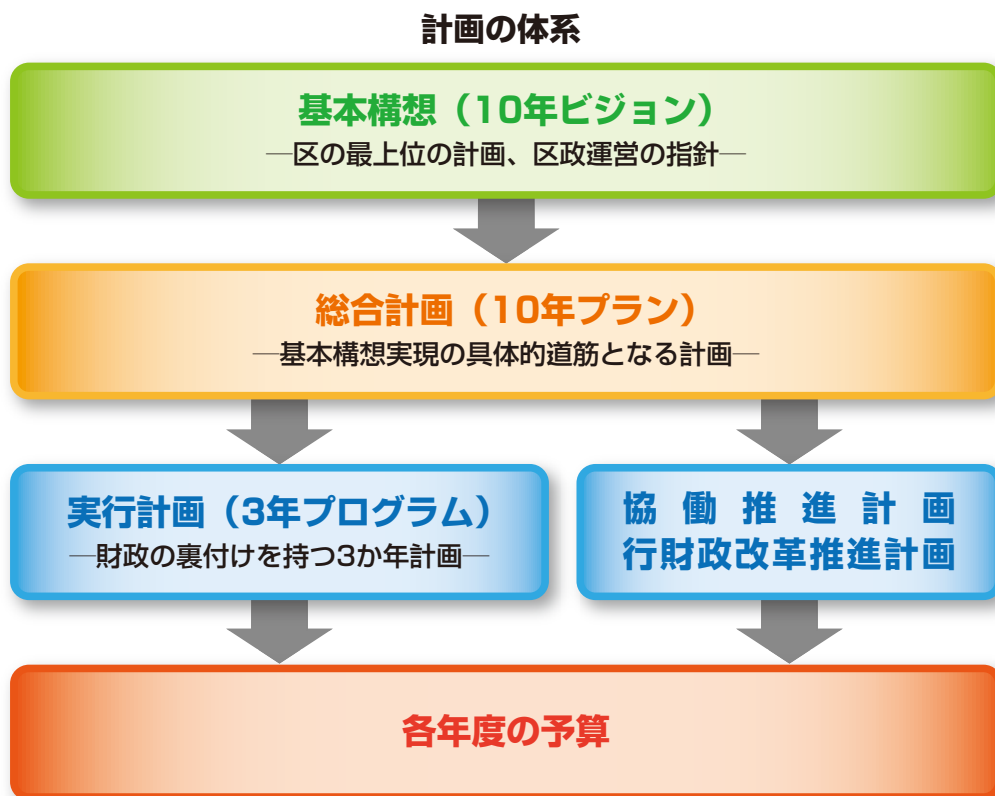 計画の体系
基本構想（10年ビジョン）
―区の最上位の計画、区政運営の指針―
総合計画（10年プラン）
―基本構想実現の具体的道筋となる計画―
実行計画（3年プログラム）
―財政の裏付けを持つ3か年計画―
協働推進計画
行財政改革推進計画
各年度の予算